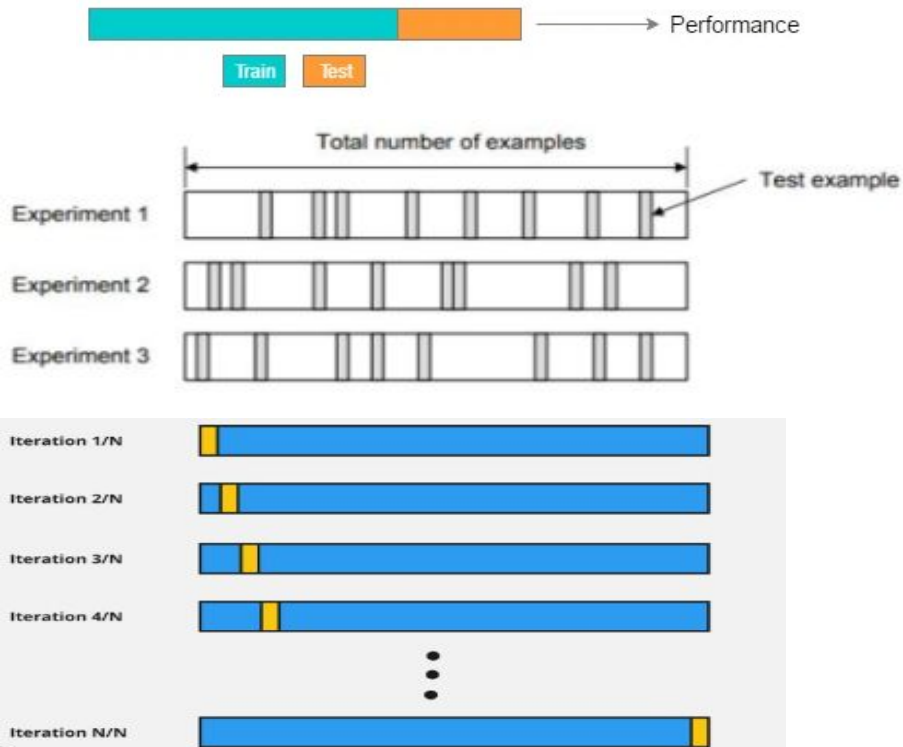 Performance
Train Test
Total number of examples
Test example
Experiment 1
Experiment 2
Experiment 3
Iteration 1/N
Iteration 2/N
Iteration 3/N
Iteration 4/N
Iteration N/N